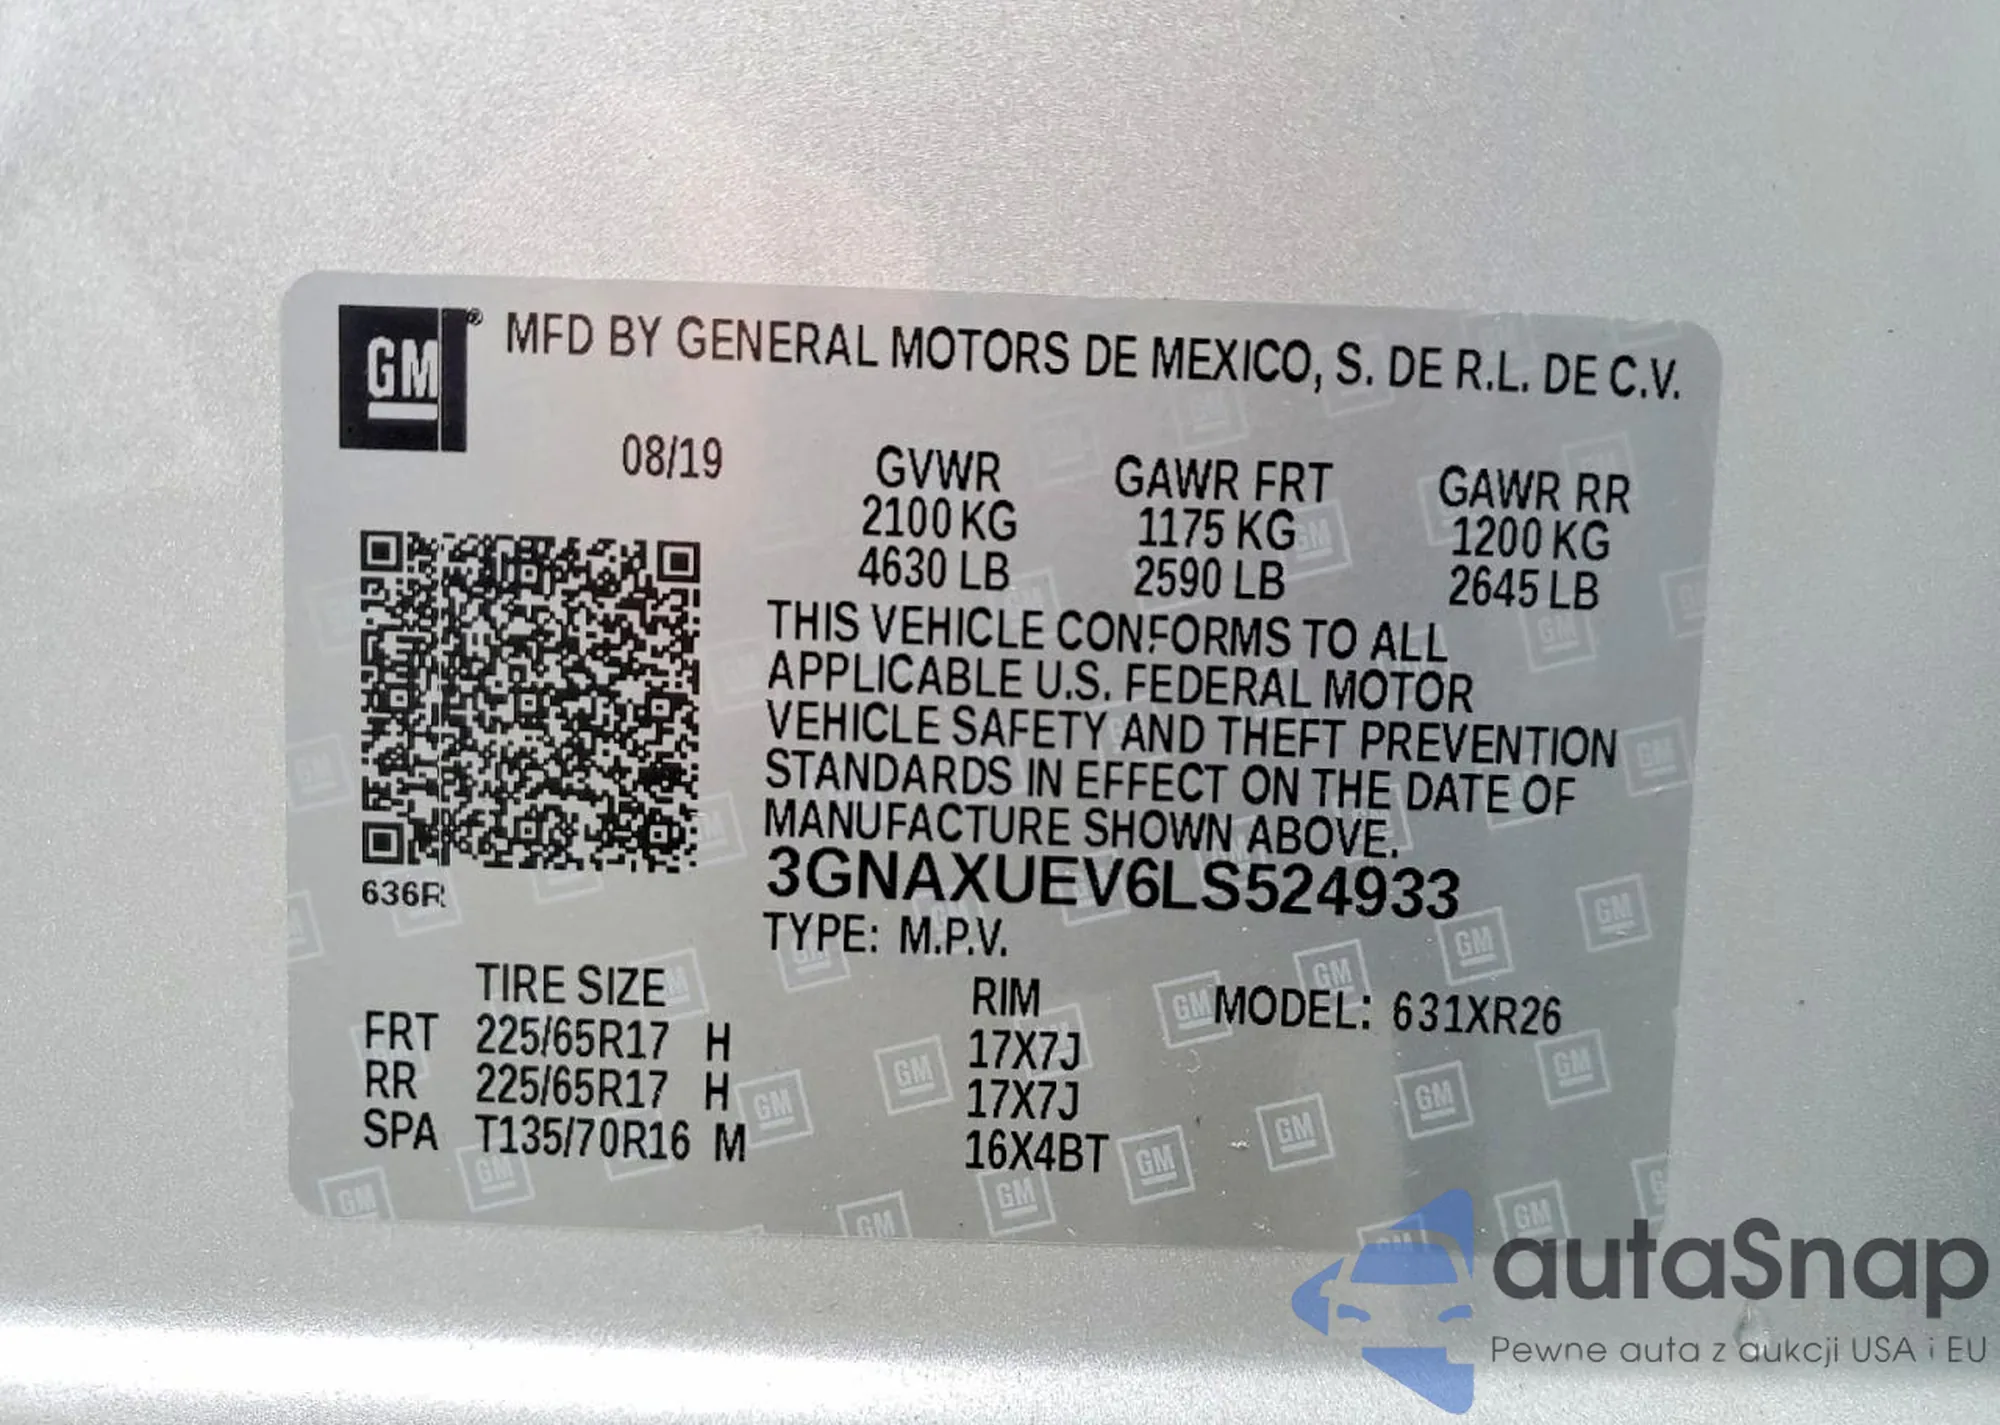 GM® MFD BY GENERAL MOTORS DE MEXICO, S. DE R.L. DE C.V.
08/19
GVWR GAWR FRT GAWR RR
2100 KG 1175 KG 1200 KG
4630 LB 2590 LB 2645 LB
THIS VEHICLE CONFORMS TO ALL
APPLICABLE U.S. FEDERAL MOTOR
VEHICLE SAFETY AND THEFT PREVENTION
STANDARDS IN EFFECT ON THE DATE OF
MANUFACTURE SHOWN ABOVE.
3GNAXUEV6LS524933
636R
TYPE: M.P.V.
TIRE SIZE RIM MODEL: 631XR26
FRT 225/65R17 H 17X7J
RR 225/65R17 H 17X7J
SPA T135/70R16 M 16X4BT
autaSnap
Pewne auta z aukcji USA i EU